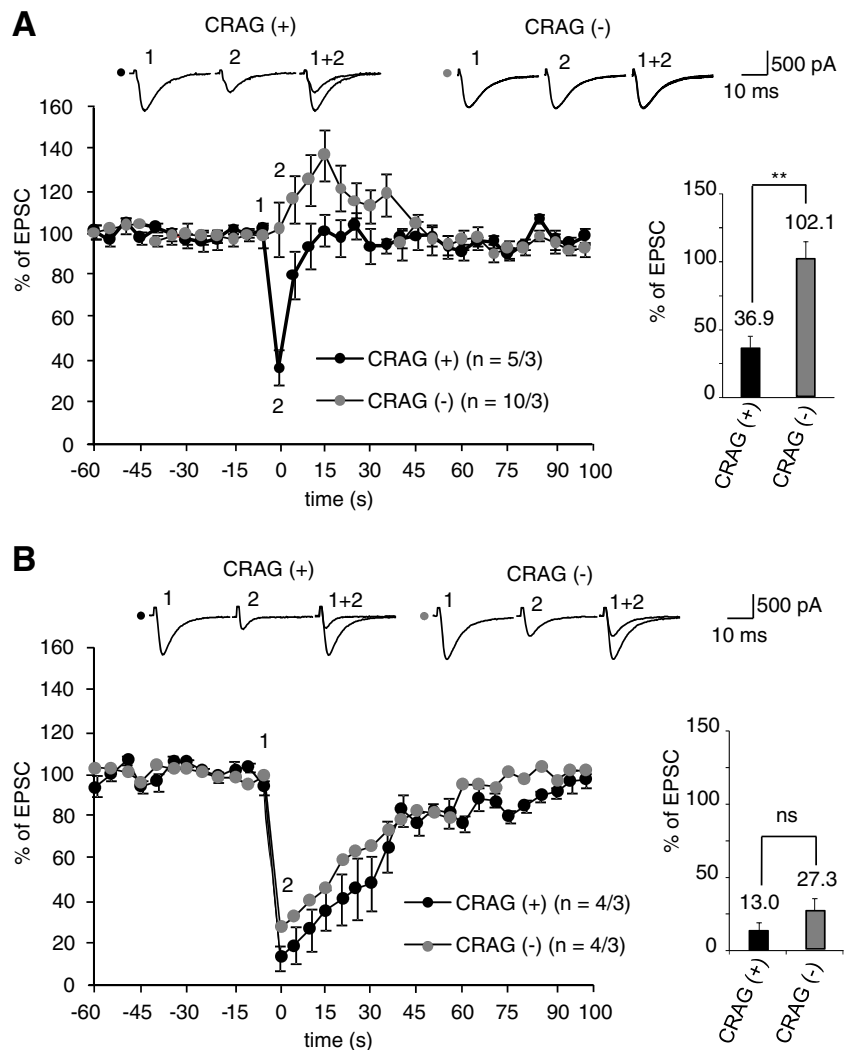 A
CRAG (+)
CRAG (-)
1
2
1+2
1
2
1+2
500 pA
10 ms
160
140
120
100
80
60
40
20
0
% of EPSC
1
2
2
CRAG (+) (n = 5/3)
CRAG (-) (n = 10/3)
-60
-45
-30
-15
0
15
30
45
60
75
90
100
time (s)
150
100
50
0
% of EPSC
**
36.9
102.1
CRAG (+)
CRAG (-)
B
CRAG (+)
CRAG (-)
1
2
1+2
1
2
1+2
500 pA
10 ms
160
140
120
100
80
60
40
20
0
% of EPSC
1
2
CRAG (+) (n = 4/3)
CRAG (-) (n = 4/3)
-60
-45
-30
-15
0
15
30
45
60
75
90
100
time (s)
150
100
50
0
% of EPSC
ns
13.0
27.3
CRAG (+)
CRAG (-)